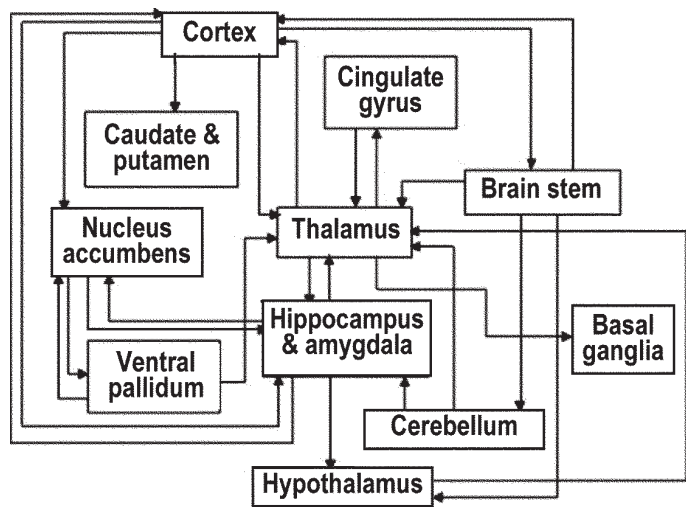 Cortex
Cingulate
gyrus
Caudate &
putamen
Brain stem
Nucleus
accumbens
Thalamus
Hippocampus
& amygdala
Basal
ganglia
Ventral
pallidum
Cerebellum
Hypothalamus